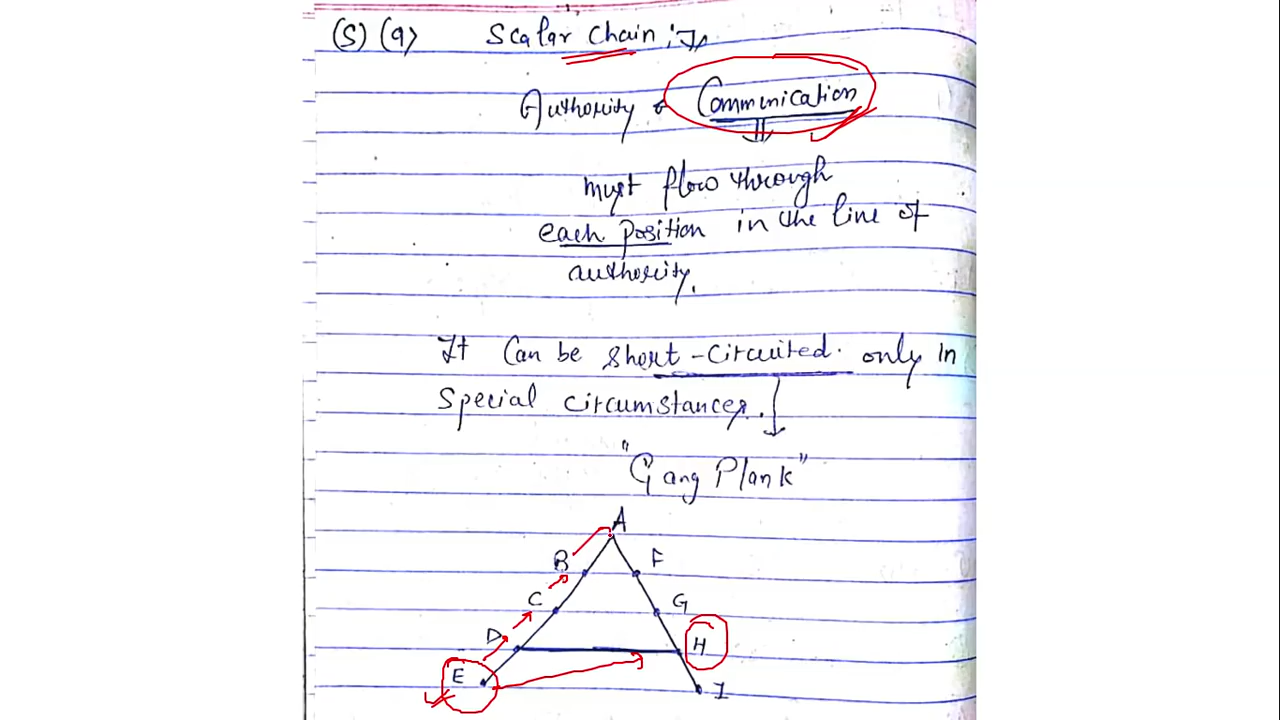 (S) (9) Scalar chain :→
Authority & Communication
must flow through
each position in the line of
authority.
It Can be short-circuited. only in
Special circumstances.
"Gang Plank"
A
B F
C G
D H
E I